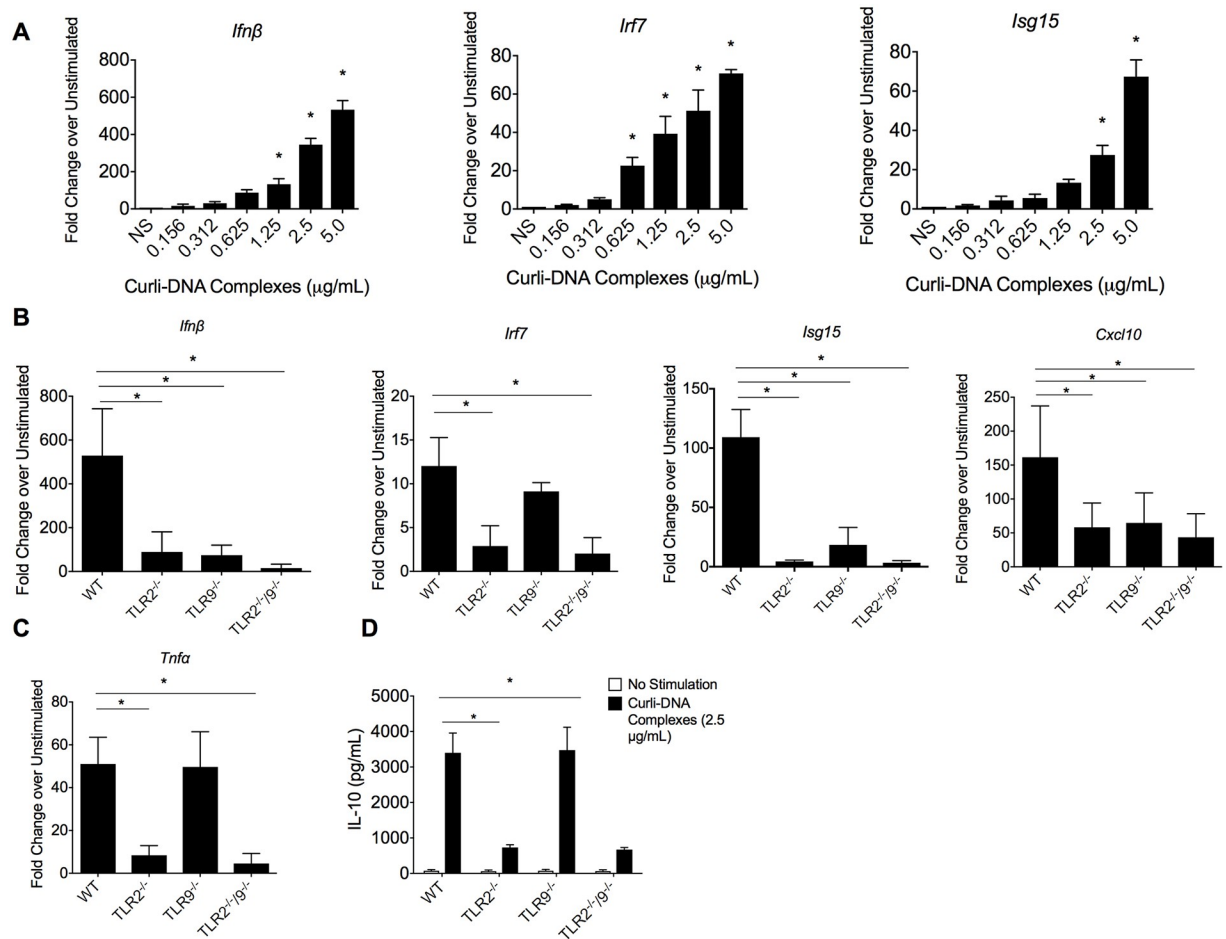 A
Ifnβ
Fold Change over Unstimulated
800
600
400
200
0
*
*
*
NS
0.156
0.312
0.625
1.25
2.5
5.0
Curli-DNA Complexes (μg/mL)
Irf7
Fold Change over Unstimulated
80
60
40
20
0
*
*
*
*
NS
0.156
0.312
0.625
1.25
2.5
5.0
Curli-DNA Complexes (μg/mL)
Isg15
Fold Change over Unstimulated
80
60
40
20
0
*
*
NS
0.156
0.312
0.625
1.25
2.5
5.0
Curli-DNA Complexes (μg/mL)
B
Ifnβ
Fold Change over Unstimulated
800
600
400
200
0
*
*
*
WT
TLR2-/-
TLR9-/-
TLR2-/-/9-/-
Irf7
Fold Change over Unstimulated
20
15
10
5
0
*
*
WT
TLR2-/-
TLR9-/-
TLR2-/-/9-/-
Isg15
Fold Change over Unstimulated
150
100
50
0
*
*
*
WT
TLR2-/-
TLR9-/-
TLR2-/-/9-/-
Cxcl10
Fold Change over Unstimulated
250
200
150
100
50
0
*
*
*
WT
TLR2-/-
TLR9-/-
TLR2-/-/9-/-
C
Tnfα
Fold Change over Unstimulated
80
60
40
20
0
*
*
WT
TLR2-/-
TLR9-/-
TLR2-/-/9-/-
D
IL-10 (pg/mL)
5000
4000
3000
2000
1000
0
*
*
WT
TLR2-/-
TLR9-/-
TLR2-/-/9-/-
No Stimulation
Curli-DNA
Complexes (2.5
μg/mL)